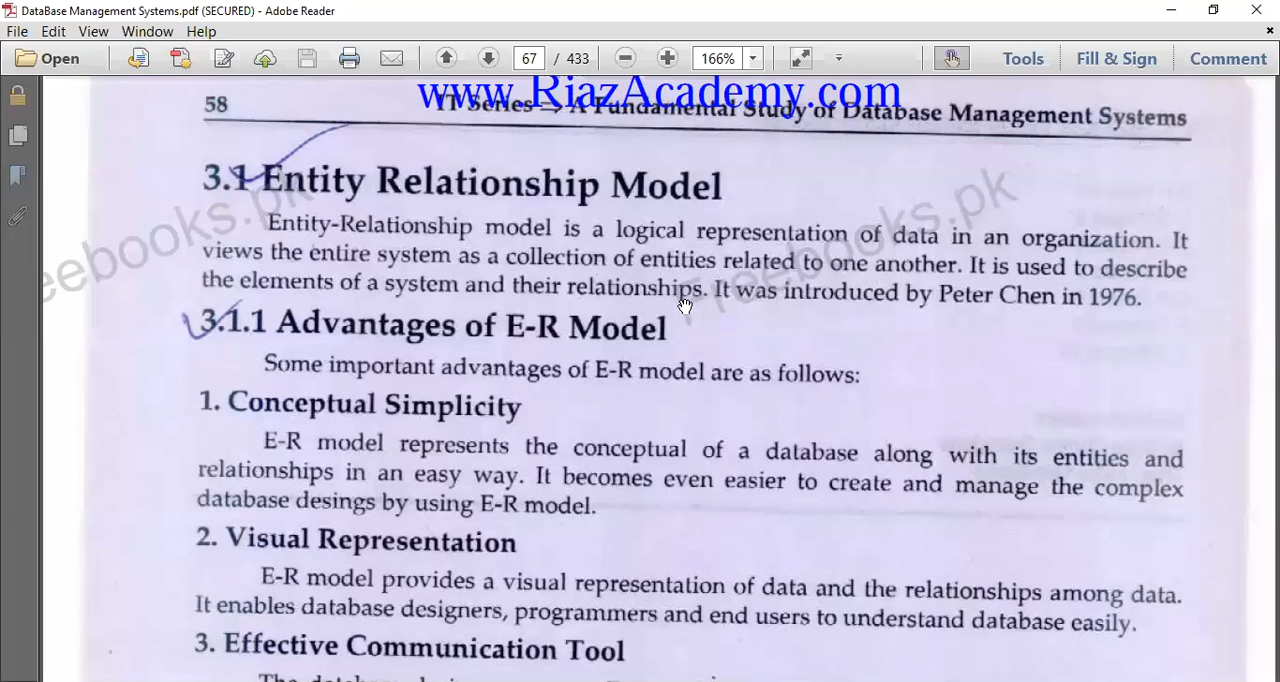 DataBase Management Systems.pdf (SECURED) - Adobe Reader
File Edit View Window Help
Open 67 / 433 166% Tools Fill & Sign Comment
www.RiazAcademy.com
58 IT Series ⇒ A Fundamental Study of Database Management Systems
3.1 Entity Relationship Model
Entity-Relationship model is a logical representation of data in an organization. It
views the entire system as a collection of entities related to one another. It is used to describe
the elements of a system and their relationships. It was introduced by Peter Chen in 1976.
3.1.1 Advantages of E-R Model
Some important advantages of E-R model are as follows:
1. Conceptual Simplicity
E-R model represents the conceptual of a database along with its entities and
relationships in an easy way. It becomes even easier to create and manage the complex
database desings by using E-R model.
2. Visual Representation
E-R model provides a visual representation of data and the relationships among data.
It enables database designers, programmers and end users to understand database easily.
3. Effective Communication Tool
reebooks.pk
Freebooks.pk